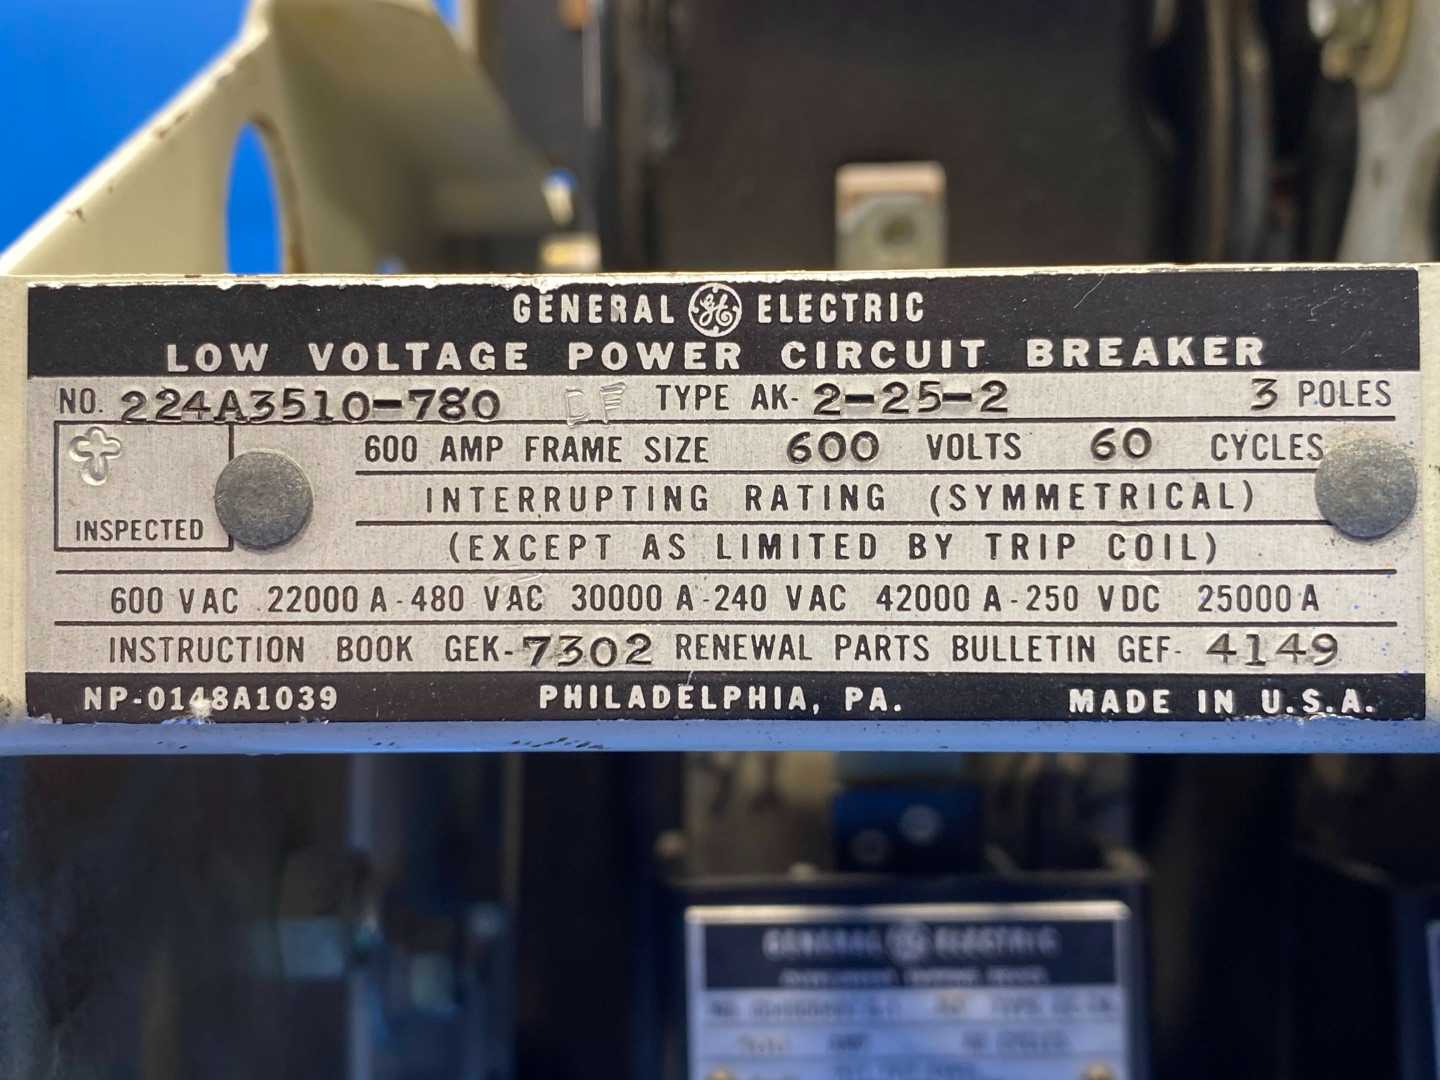 GENERAL GE ELECTRIC
LOW VOLTAGE POWER CIRCUIT BREAKER
NO. 224A3510-780 CF TYPE AK- 2-25-2 3 POLES
600 AMP FRAME SIZE 600 VOLTS 60 CYCLES
INTERRUPTING RATING (SYMMETRICAL)
(EXCEPT AS LIMITED BY TRIP COIL)
INSPECTED
600 VAC 22000 A - 480 VAC 30000 A - 240 VAC 42000 A - 250 VDC 25000 A
INSTRUCTION BOOK GEK- 7302 RENEWAL PARTS BULLETIN GEF- 4149
NP-0148A1039 PHILADELPHIA, PA. MADE IN U.S.A.
GENERAL ELECTRIC